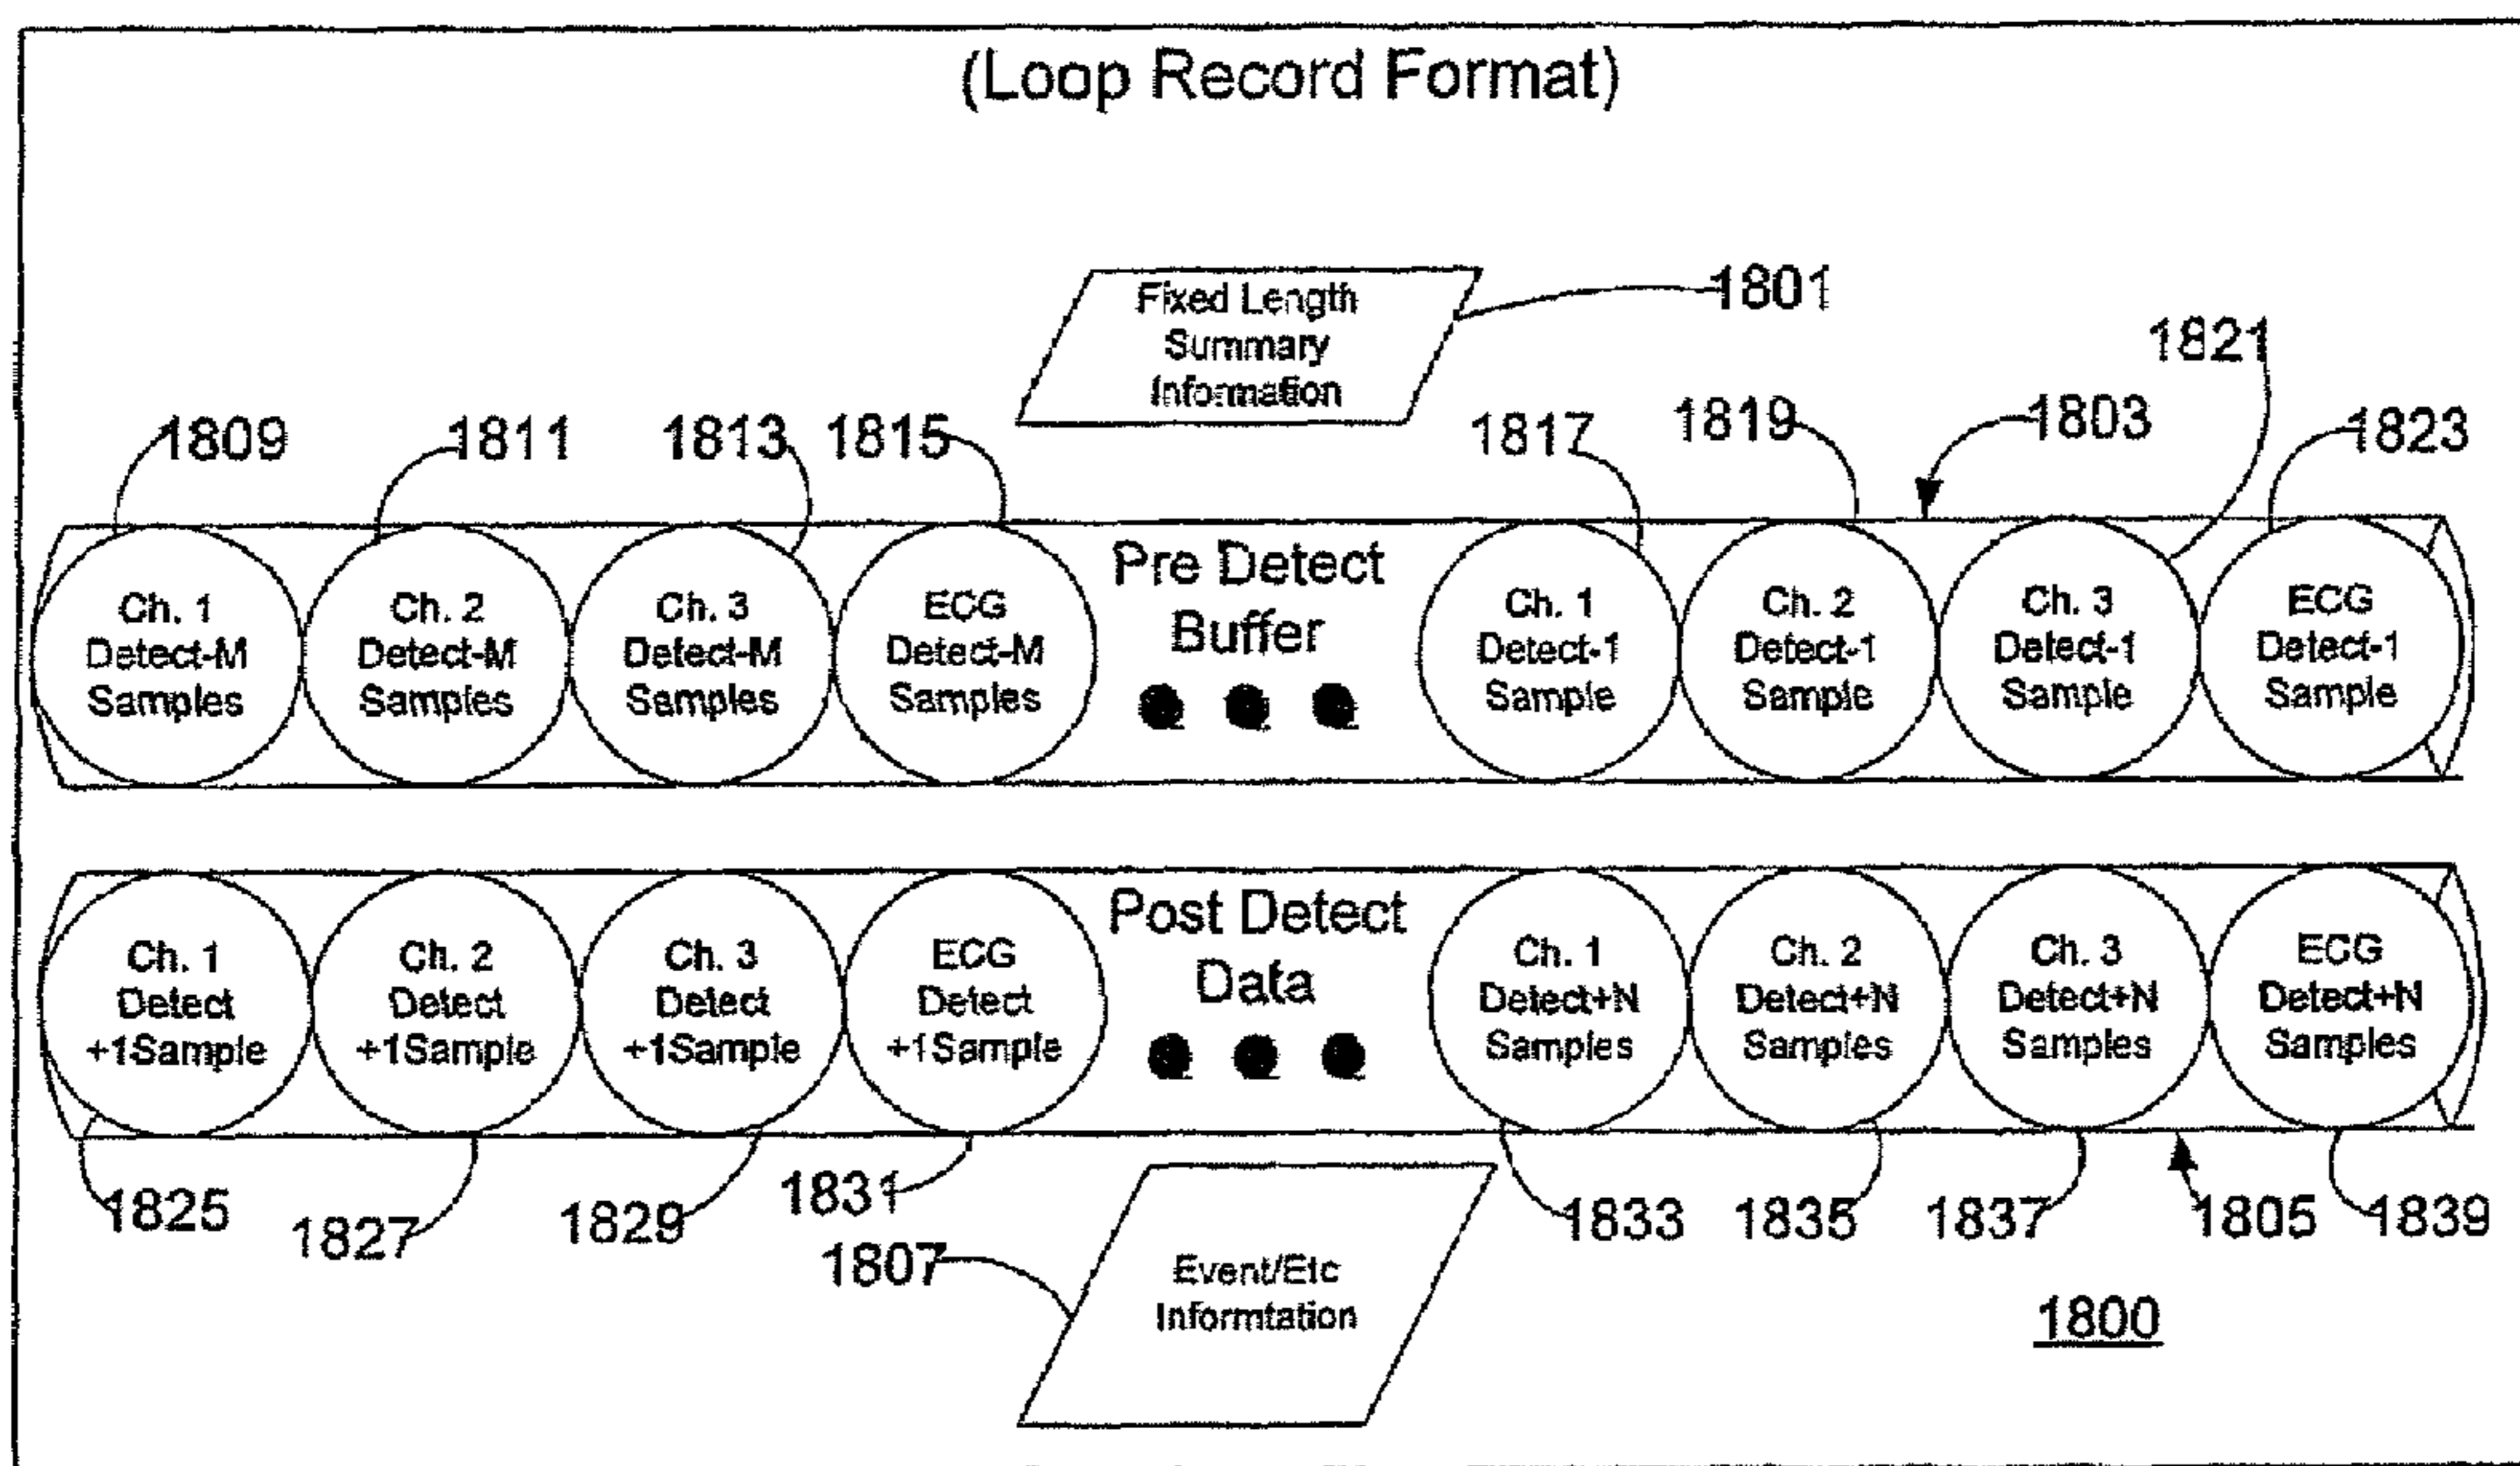 (Loop Record Format)
Fixed Length
Summary
Information
1801
1821
1809
1811
1813
1815
1817
1819
1803
1823
Ch. 1
Detect-M
Samples
Ch. 2
Detect-M
Samples
Ch. 3
Detect-M
Samples
ECG
Detect-M
Samples
Pre Detect
Buffer
Ch. 1
Detect-1
Sample
Ch. 2
Detect-1
Sample
Ch. 3
Detect-1
Sample
ECG
Detect-1
Sample
Ch. 1
Detect
+1Sample
Ch. 2
Detect
+1Sample
Ch. 3
Detect
+1Sample
ECG
Detect
+1Sample
Post Detect
Data
Ch. 1
Detect+N
Samples
Ch. 2
Detect+N
Samples
Ch. 3
Detect+N
Samples
ECG
Detect+N
Samples
1825
1827
1829
1831
1833
1835
1837
1805
1839
1807
Event/Etc
Informtation
1800